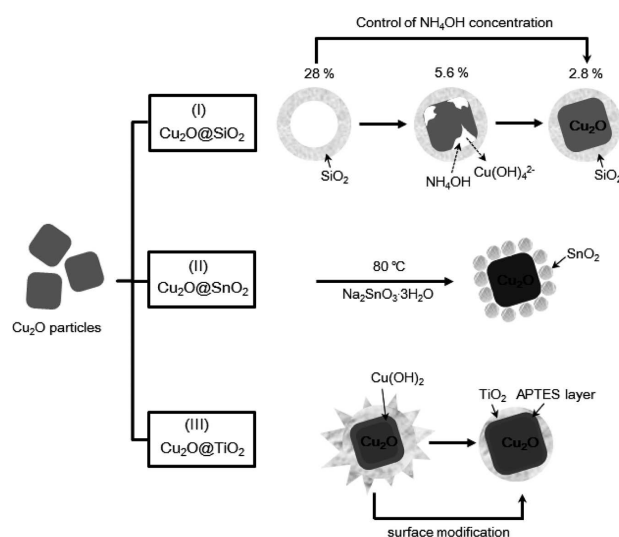 Control of NH₄OH concentration
28 %
5.6 %
2.8 %
(I)
Cu₂O@SiO₂
Cu₂O
SiO₂
NH₄OH
Cu(OH)₄²⁻
SiO₂
(II)
Cu₂O@SnO₂
80 ℃
Na₂SnO₃·3H₂O
Cu₂O
SnO₂
Cu₂O particles
(III)
Cu₂O@TiO₂
Cu(OH)₂
Cu₂O
TiO₂
APTES layer
Cu₂O
surface modification